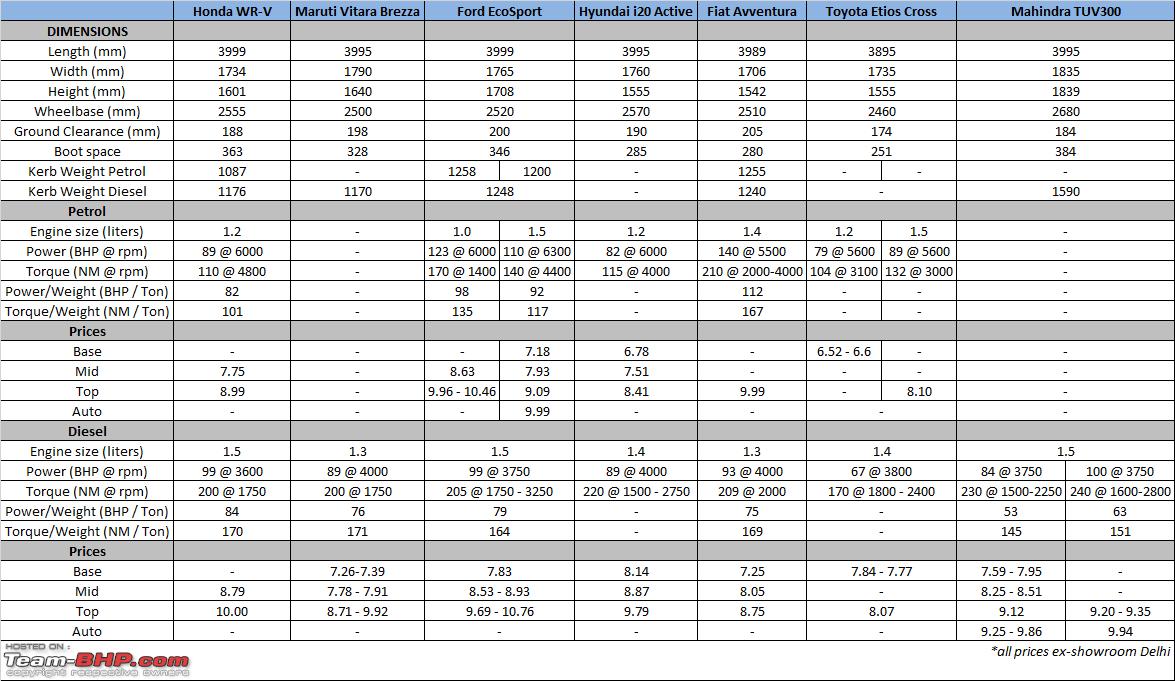 Honda WR-V Maruti Vitara Brezza Ford EcoSport Hyundai i20 Active Fiat Avventura Toyota Etios Cross Mahindra TUV300
DIMENSIONS
Length (mm) 3999 3995 3999 3995 3989 3895 3995
Width (mm) 1734 1790 1765 1760 1706 1735 1835
Height (mm) 1601 1640 1708 1555 1542 1555 1839
Wheelbase (mm) 2555 2500 2520 2570 2510 2460 2680
Ground Clearance (mm) 188 198 200 190 205 174 184
Boot space 363 328 346 285 280 251 384
Kerb Weight Petrol 1087 - 1258 1200 - 1255 - - -
Kerb Weight Diesel 1176 1170 1248 - 1240 - 1590
Petrol
Engine size (liters) 1.2 - 1.0 1.5 1.2 1.4 1.2 1.5 -
Power (BHP @ rpm) 89 @ 6000 - 123 @ 6000 110 @ 6300 82 @ 6000 140 @ 5500 79 @ 5600 89 @ 5600 -
Torque (NM @ rpm) 110 @ 4800 - 170 @ 1400 140 @ 4400 115 @ 4000 210 @ 2000-4000 104 @ 3100 132 @ 3000 -
Power/Weight (BHP / Ton) 82 - 98 92 - 112 - - -
Torque/Weight (NM / Ton) 101 - 135 117 - 167 - - -
Prices
Base - - - 7.18 6.78 - 6.52 - 6.6 - -
Mid 7.75 - 8.63 7.93 7.51 - - - -
Top 8.99 - 9.96 - 10.46 9.09 8.41 9.99 - 8.10 -
Auto - - - 9.99 - - - -
Diesel
Engine size (liters) 1.5 1.3 1.5 1.4 1.3 1.4 1.5
Power (BHP @ rpm) 99 @ 3600 89 @ 4000 99 @ 3750 89 @ 4000 93 @ 4000 67 @ 3800 84 @ 3750 100 @ 3750
Torque (NM @ rpm) 200 @ 1750 200 @ 1750 205 @ 1750 - 3250 220 @ 1500 - 2750 209 @ 2000 170 @ 1800 - 2400 230 @ 1500-2250 240 @ 1600-2800
Power/Weight (BHP / Ton) 84 76 79 - 75 - 53 63
Torque/Weight (NM / Ton) 170 171 164 - 169 - 145 151
Prices
Base - 7.26-7.39 7.83 8.14 7.25 7.84 - 7.77 7.59 - 7.95 -
Mid 8.79 7.78 - 7.91 8.53 - 8.93 8.87 8.05 - 8.25 - 8.51 -
Top 10.00 8.71 - 9.92 9.69 - 10.76 9.79 8.75 8.07 9.12 9.20 - 9.35
Auto - - - - - - 9.25 - 9.86 9.94
*all prices ex-showroom Delhi
HOSTED ON :
Team-BHP.com
copyright respective owners